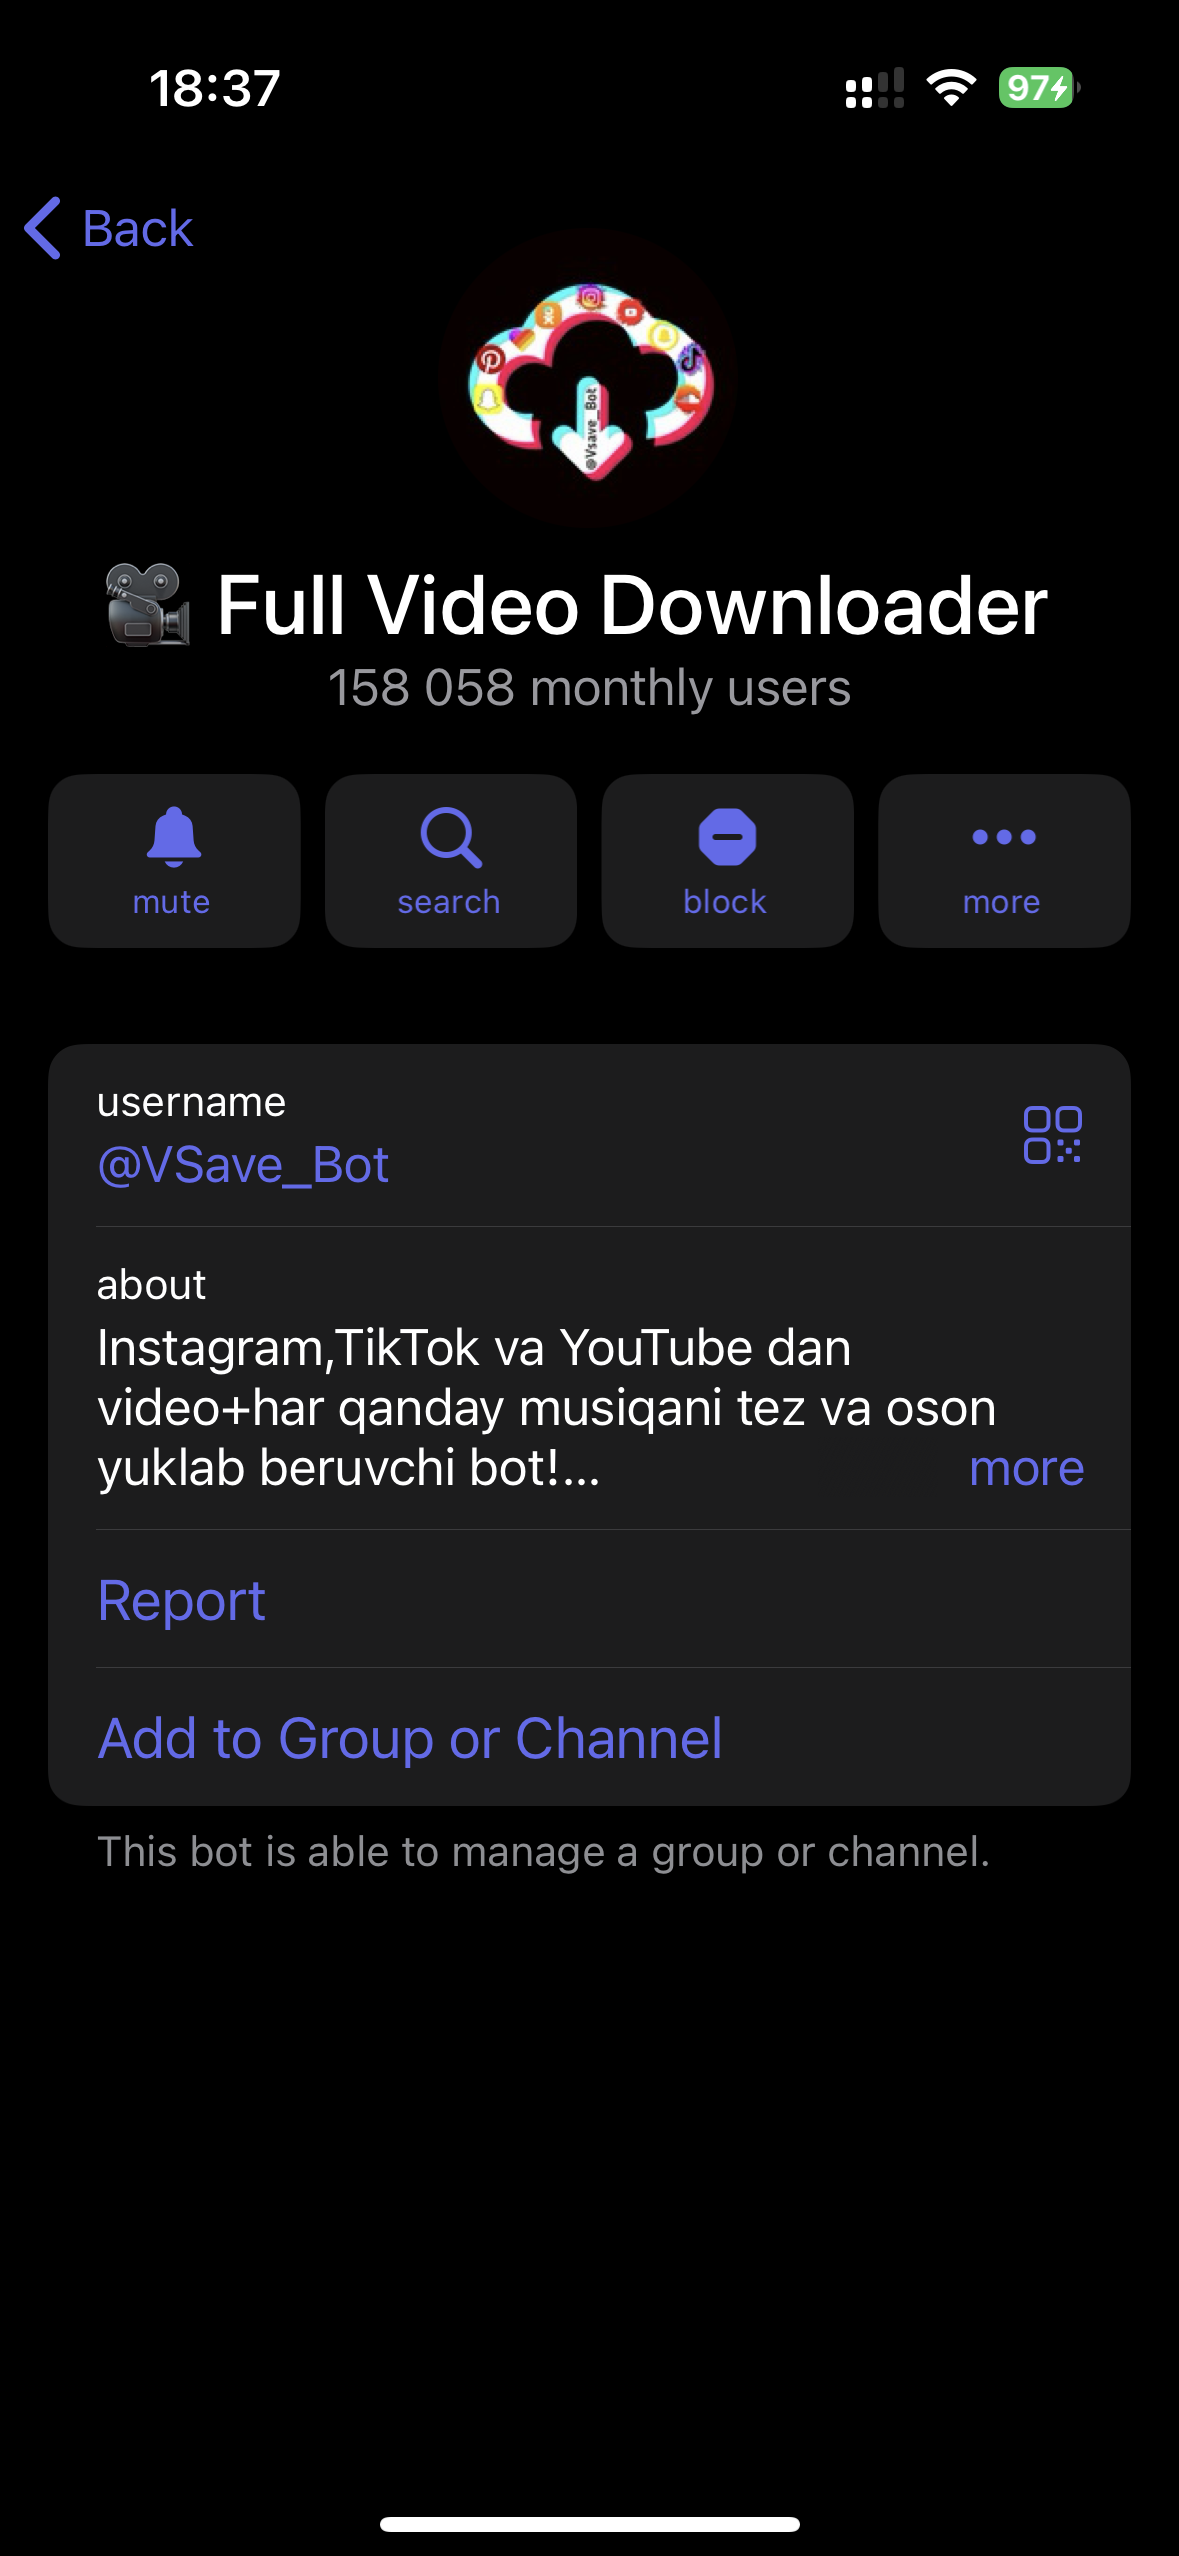 18:37
97
Back
@Vsave_Bot
Full Video Downloader
158 058 monthly users
mute
search
block
more
username
@VSave_Bot
about
Instagram,TikTok va YouTube dan
video+har qanday musiqani tez va oson
yuklab beruvchi bot!... more
Report
Add to Group or Channel
This bot is able to manage a group or channel.